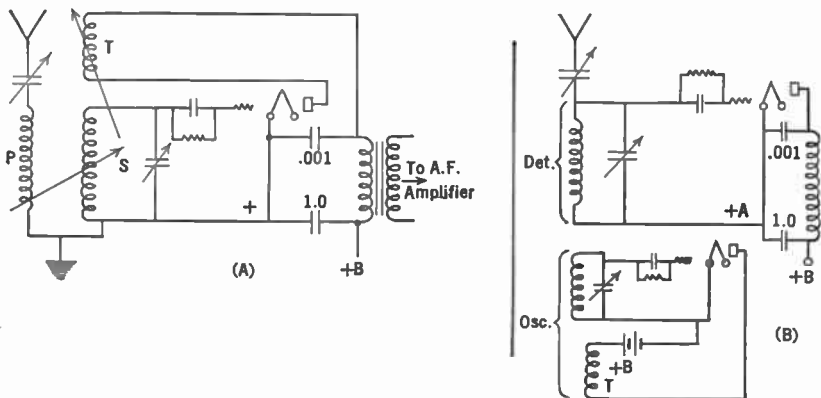 T
P
S
.001
To A.F.
Amplifier
+
1.0
+B
(A)
Det.
.001
+A
1.0
+B
Osc.
+B
T
(B)